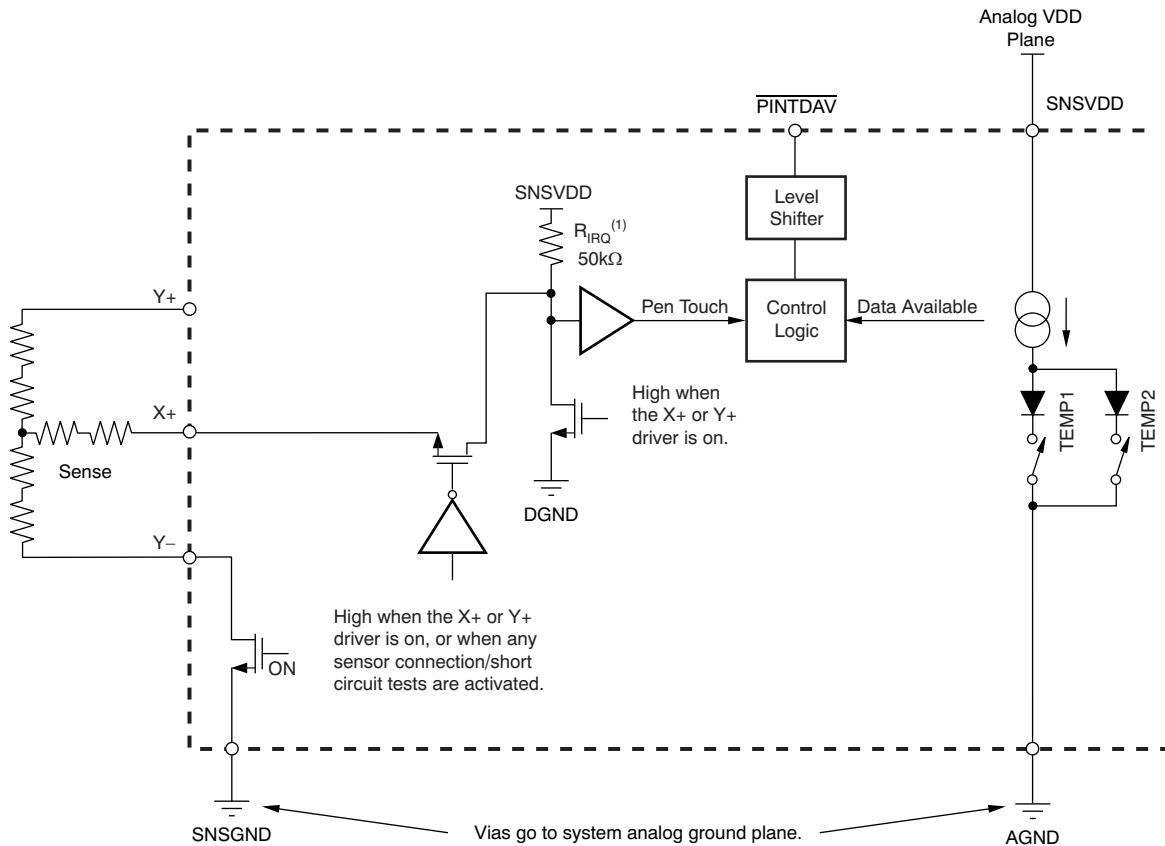 Analog VDD
Plane
SNSVDD
PINTDAV
SNSVDD
RIRQ(1)
50kΩ
Level
Shifter
Y+
Pen Touch
Control
Logic
Data Available
X+
Sense
High when
the X+ or Y+
driver is on.
TEMP1
TEMP2
DGND
Y–
High when the X+ or Y+
driver is on, or when any
sensor connection/short
circuit tests are activated.
ON
SNSGND
Vias go to system analog ground plane.
AGND